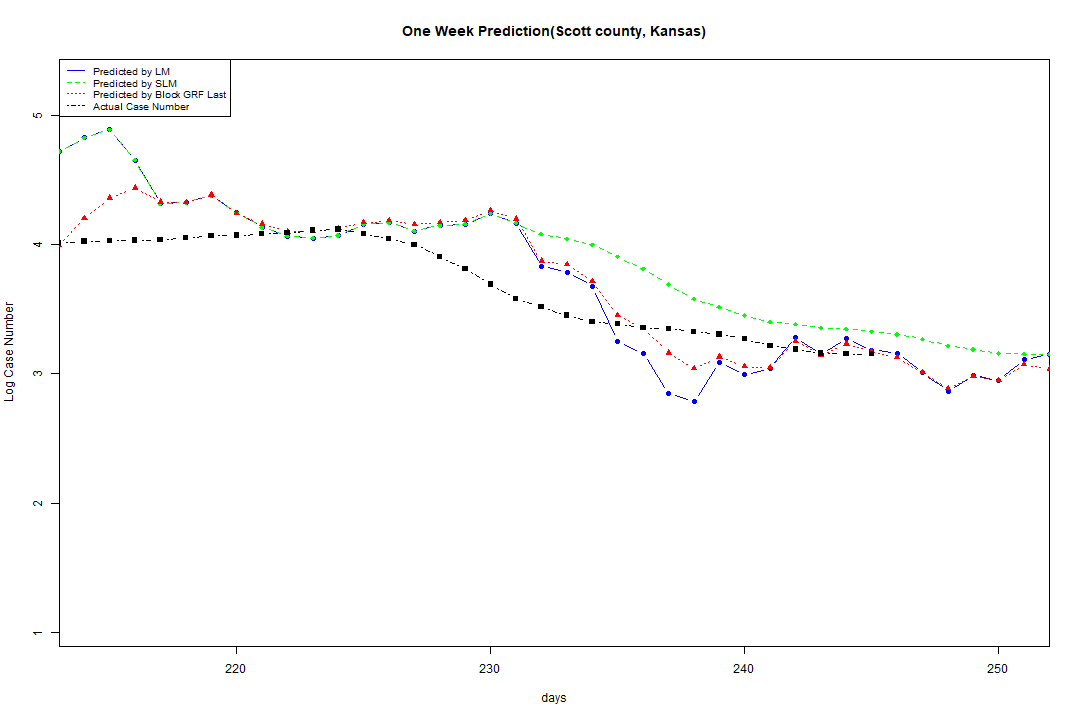 One Week Prediction(Scott county, Kansas)
Predicted by LM
Predicted by SLM
Predicted by Block GRF Last
Actual Case Number
5
4
3
2
1
Log Case Number
220
230
240
250
days